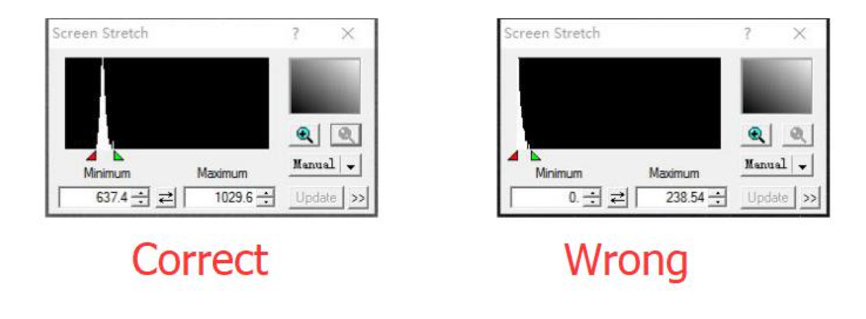 Screen Stretch ? ×
Minimum Maximum
637.4 1029.6
Manual
Update >>
Correct
Screen Stretch ? ×
Minimum Maximum
0. 238.54
Manual
Update >>
Wrong